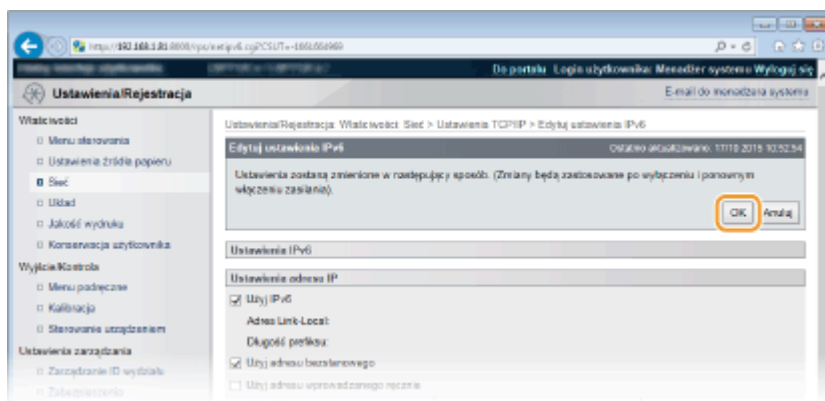 Do portalu Login użytkownika: Menedżer systemu Wyloguj się
Ustawienia/Rejestracja
E-mail do menadżera systemu
Właściwości
Menu sterowania
Ustawienia źródła papieru
Sieć
Układ
Jakość wydruku
Konserwacja użytkownika
Wyjście/Kontrola
Menu podręczne
Kalibracja
Sterowanie urządzeniem
Ustawienia zarządzania
Zarządzanie ID wydziału
Zabezpieczenia
Ustawienia/Rejestracja: Właściwości: Sieć > Ustawienia TCP/IP > Edytuj ustawienia IPv6
Edytuj ustawienia IPv6
Ostatnio aktualizowano: 17/10 2015 10:52:54
Ustawienia zostaną zmienione w następujący sposób. (Zmiany będą zastosowane po wyłączeniu i ponownym
włączeniu zasilania).
OK Anuluj
Ustawienia IPv6
Ustawienia adresu IP
Użyj IPv6
Adres Link-Local:
Długość prefiksu:
Użyj adresu bezstanowego
Użyj adresu wprowadzanego ręcznie